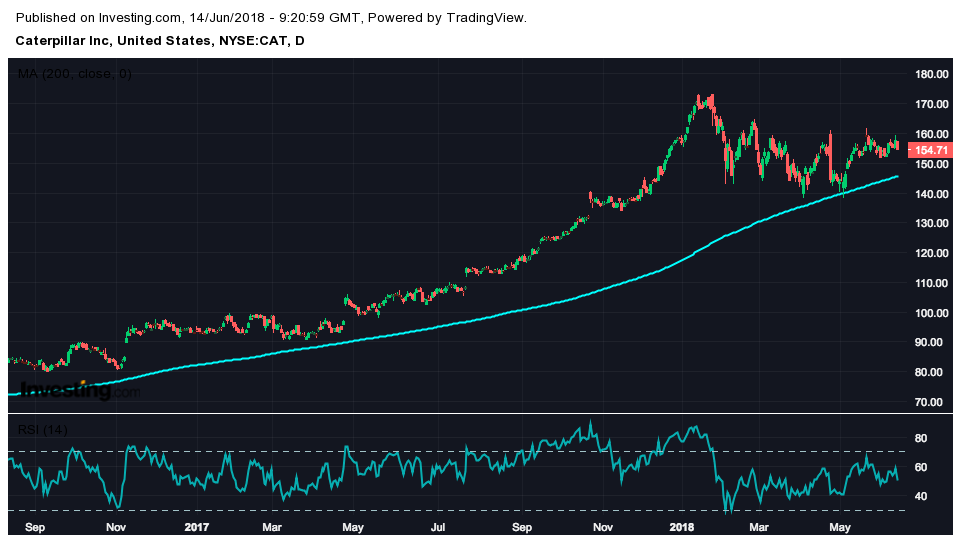 Published on Investing.com, 14/Jun/2018 - 9:20:59 GMT, Powered by TradingView.
Caterpillar Inc, United States, NYSE:CAT, D
MA (200, close, 0)
180.00
170.00
160.00
154.71
150.00
140.00
130.00
120.00
110.00
100.00
90.00
80.00
70.00
Investing.com
RSI (14)
80
60
40
Sep Nov 2017 Mar May Jul Sep Nov 2018 Mar May